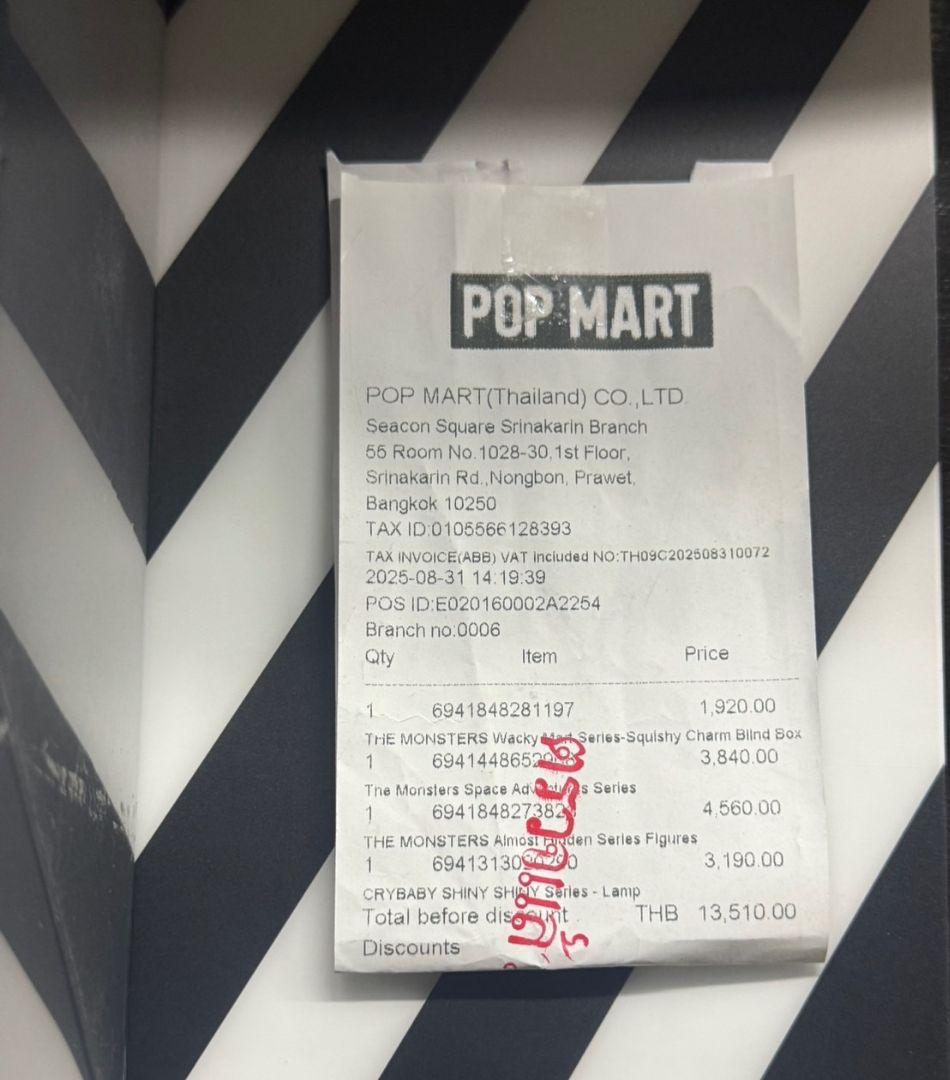 POP MART
POP MART(Thailand) CO.,LTD
Seacon Square Srinakarin Branch
55 Room No.1028-30,1st Floor,
Srinakarin Rd.,Nongbon, Prawet,
Bangkok 10250
TAX ID:0105566128393
TAX INVOICE(ABB) VAT included NO:TH09C202508310072
2025-08-31 14:19:39
POS ID:E020160002A2254
Branch no:0006
Qty Item Price
1 6941848281197 1,920.00
THE MONSTERS Wacky Series-Squishy Charm Blind Box
1 3,840.00
The Monsters Space Series
1 4,560.00
THE MONSTERS Almost Hidden Series Figures
1 3,190.00
CRYBABY SHINY SHINY Series - Lamp
Total before discount THB 13,510.00
Discounts